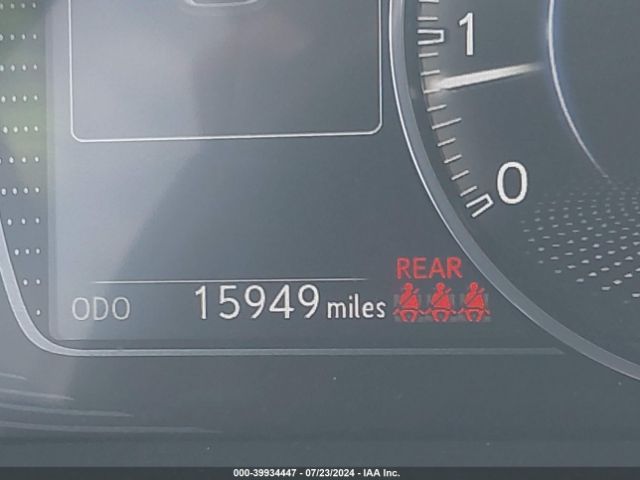 1
0
REAR
ODO 15949 miles
000-39934447 - 07/23/2024 - IAA Inc.